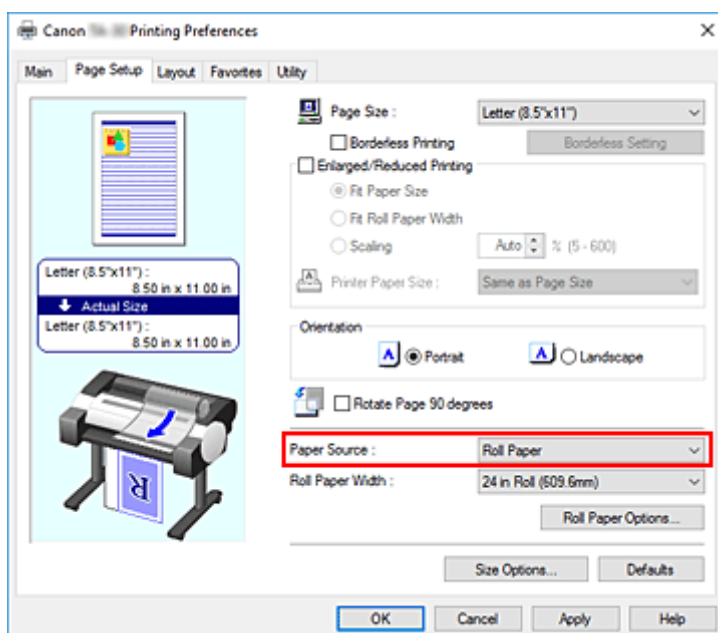 Canon Printing Preferences
Main Page Setup Layout Favorites Utility
Page Size : Letter (8.5"x11")
Borderless Printing Borderless Setting
Enlarged/Reduced Printing
Fit Paper Size
Fit Roll Paper Width
Scaling Auto % (5 - 600)
Printer Paper Size : Same as Page Size
Letter (8.5"x11") :
8.50 in x 11.00 in
Actual Size
Letter (8.5"x11") :
8.50 in x 11.00 in
Orientation
A Portrait A Landscape
Rotate Page 90 degrees
R
Paper Source : Roll Paper
Roll Paper Width : 24 in Roll (609.6mm)
Roll Paper Options...
Size Options... Defaults
OK Cancel Apply Help